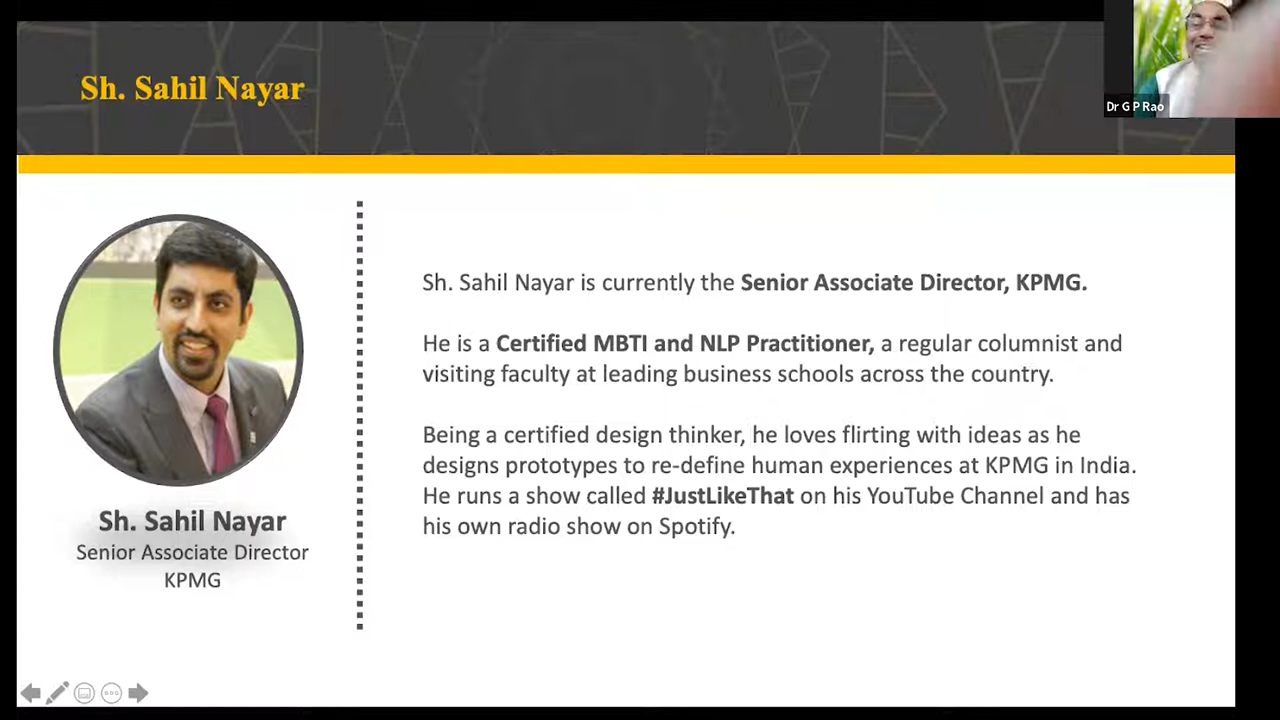 Sh. Sahil Nayar
Dr G P Rao
Sh. Sahil Nayar is currently the Senior Associate Director, KPMG.
He is a Certified MBTI and NLP Practitioner, a regular columnist and
visiting faculty at leading business schools across the country.
Being a certified design thinker, he loves flirting with ideas as he
designs prototypes to re-define human experiences at KPMG in India.
He runs a show called #JustLikeThat on his YouTube Channel and has
his own radio show on Spotify.
Sh. Sahil Nayar
Senior Associate Director
KPMG